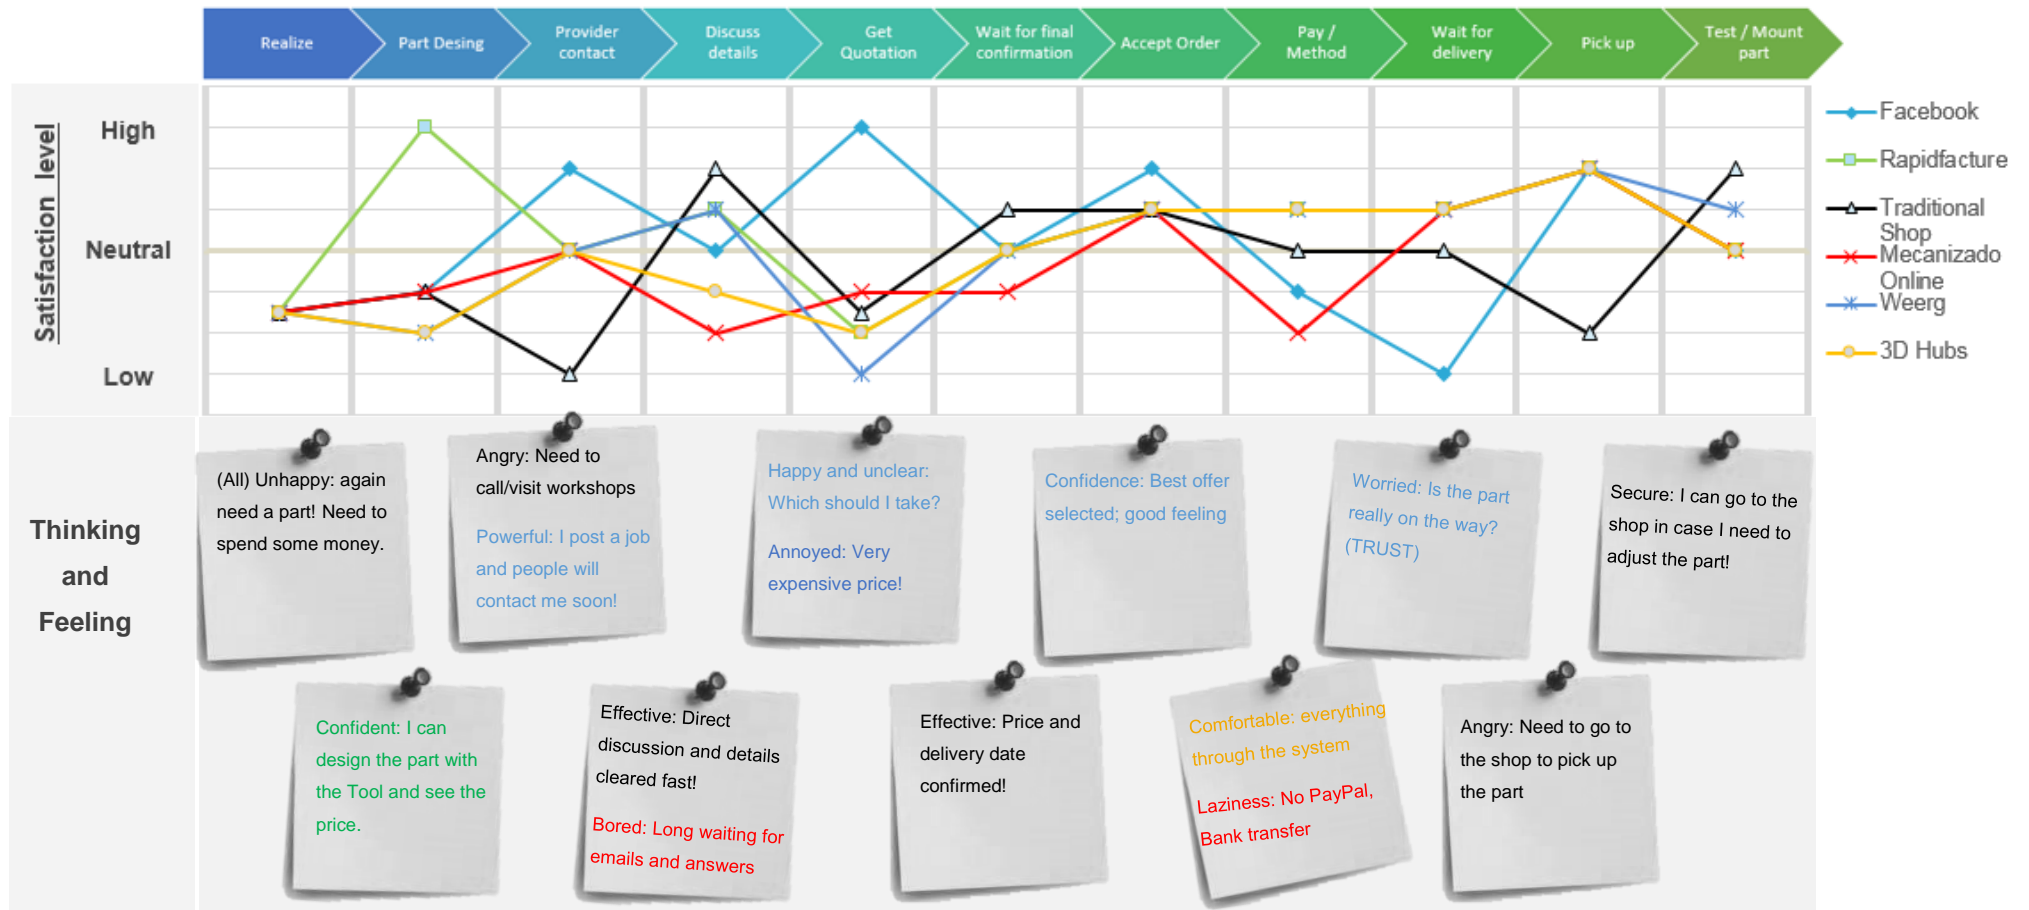 Realize
Part Desing
Provider
contact
Discuss
details
Get
Quotation
Wait for final
confirmation
Accept Order
Pay /
Method
Wait for
delivery
Pick up
Test / Mount
part
Satisfaction level
High
Neutral
Low
Facebook
Rapidfacture
Traditional
Shop
Mecanizado
Online
Weerg
3D Hubs
Thinking
and
Feeling
(All) Unhappy: again
need a part! Need to
spend some money.
Angry: Need to
call/visit workshops
Powerful: I post a job
and people will
contact me soon!
Happy and unclear:
Which should I take?
Annoyed: Very
expensive price!
Confidence: Best offer
selected; good feeling
Worried: Is the part
really on the way?
(TRUST)
Secure: I can go to the
shop in case I need to
adjust the part!
Confident: I can
design the part with
the Tool and see the
price.
Effective: Direct
discussion and details
cleared fast!
Bored: Long waiting for
emails and answers
Effective: Price and
delivery date
confirmed!
Comfortable: everything
through the system
Laziness: No PayPal,
Bank transfer
Angry: Need to go to
the shop to pick up
the part